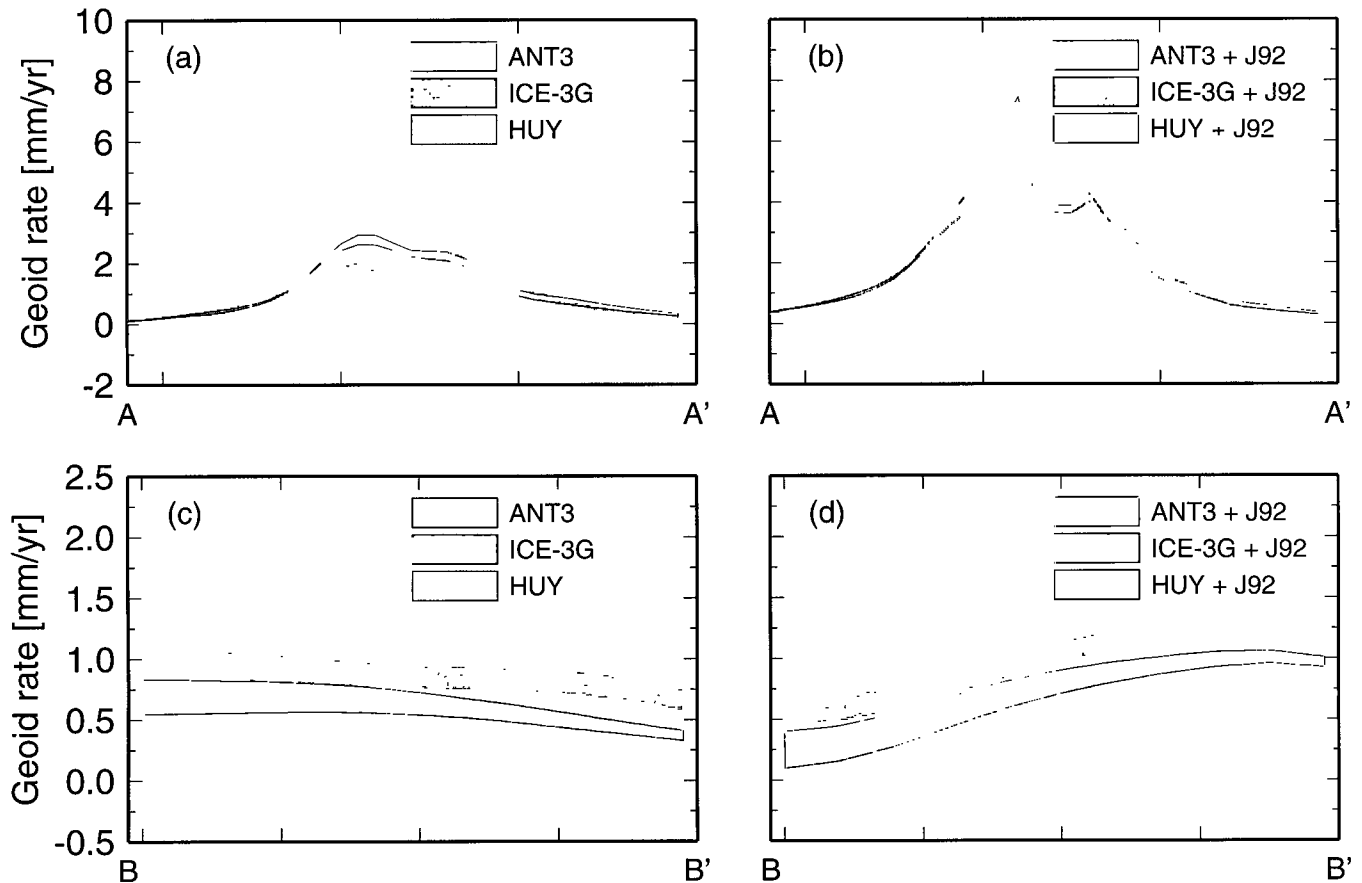 Geoid rate [mm/yr]
10
8
6
4
2
0
-2
(a)
ANT3
ICE-3G
HUY
A
A'
(b)
ANT3 + J92
ICE-3G + J92
HUY + J92
A
A'
Geoid rate [mm/yr]
2.5
2.0
1.5
1.0
0.5
0.0
-0.5
(c)
ANT3
ICE-3G
HUY
B
B'
(d)
ANT3 + J92
ICE-3G + J92
HUY + J92
B
B'